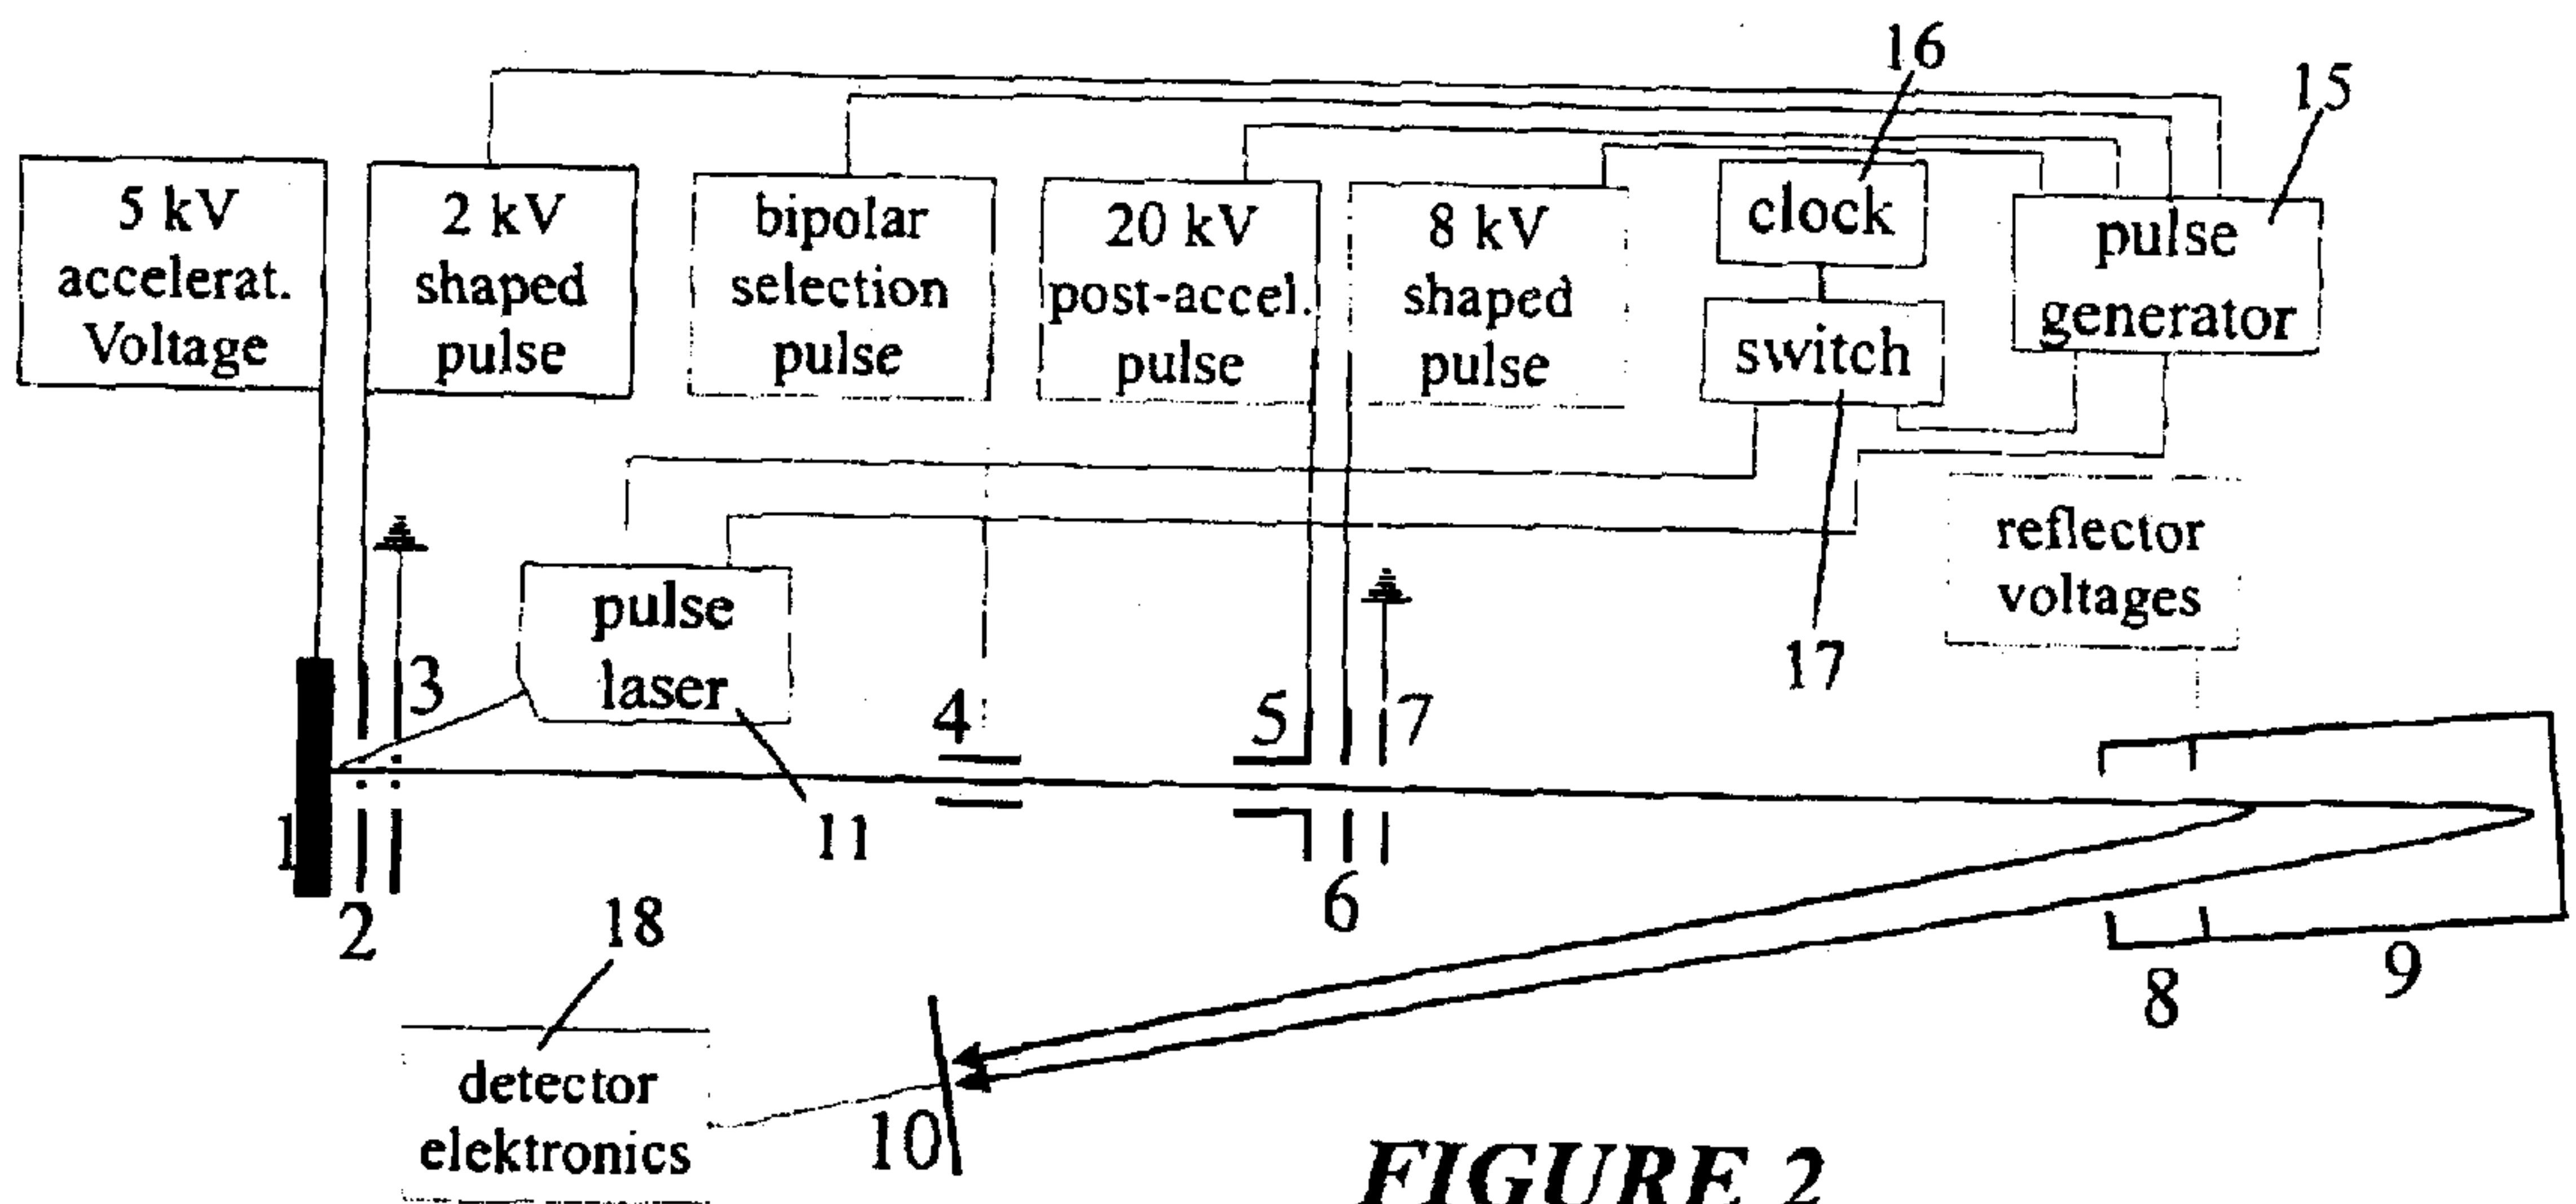 16
15
5 kV
accelerat.
Voltage
2 kV
shaped
pulse
bipolar
selection
pulse
20 kV
post-accel.
pulse
8 kV
shaped
pulse
clock
switch
pulse
generator
reflector
voltages
17
pulse
laser
3
4
5
7
1
11
2
6
18
8
9
10
detector
elektronics
FIGURE 2